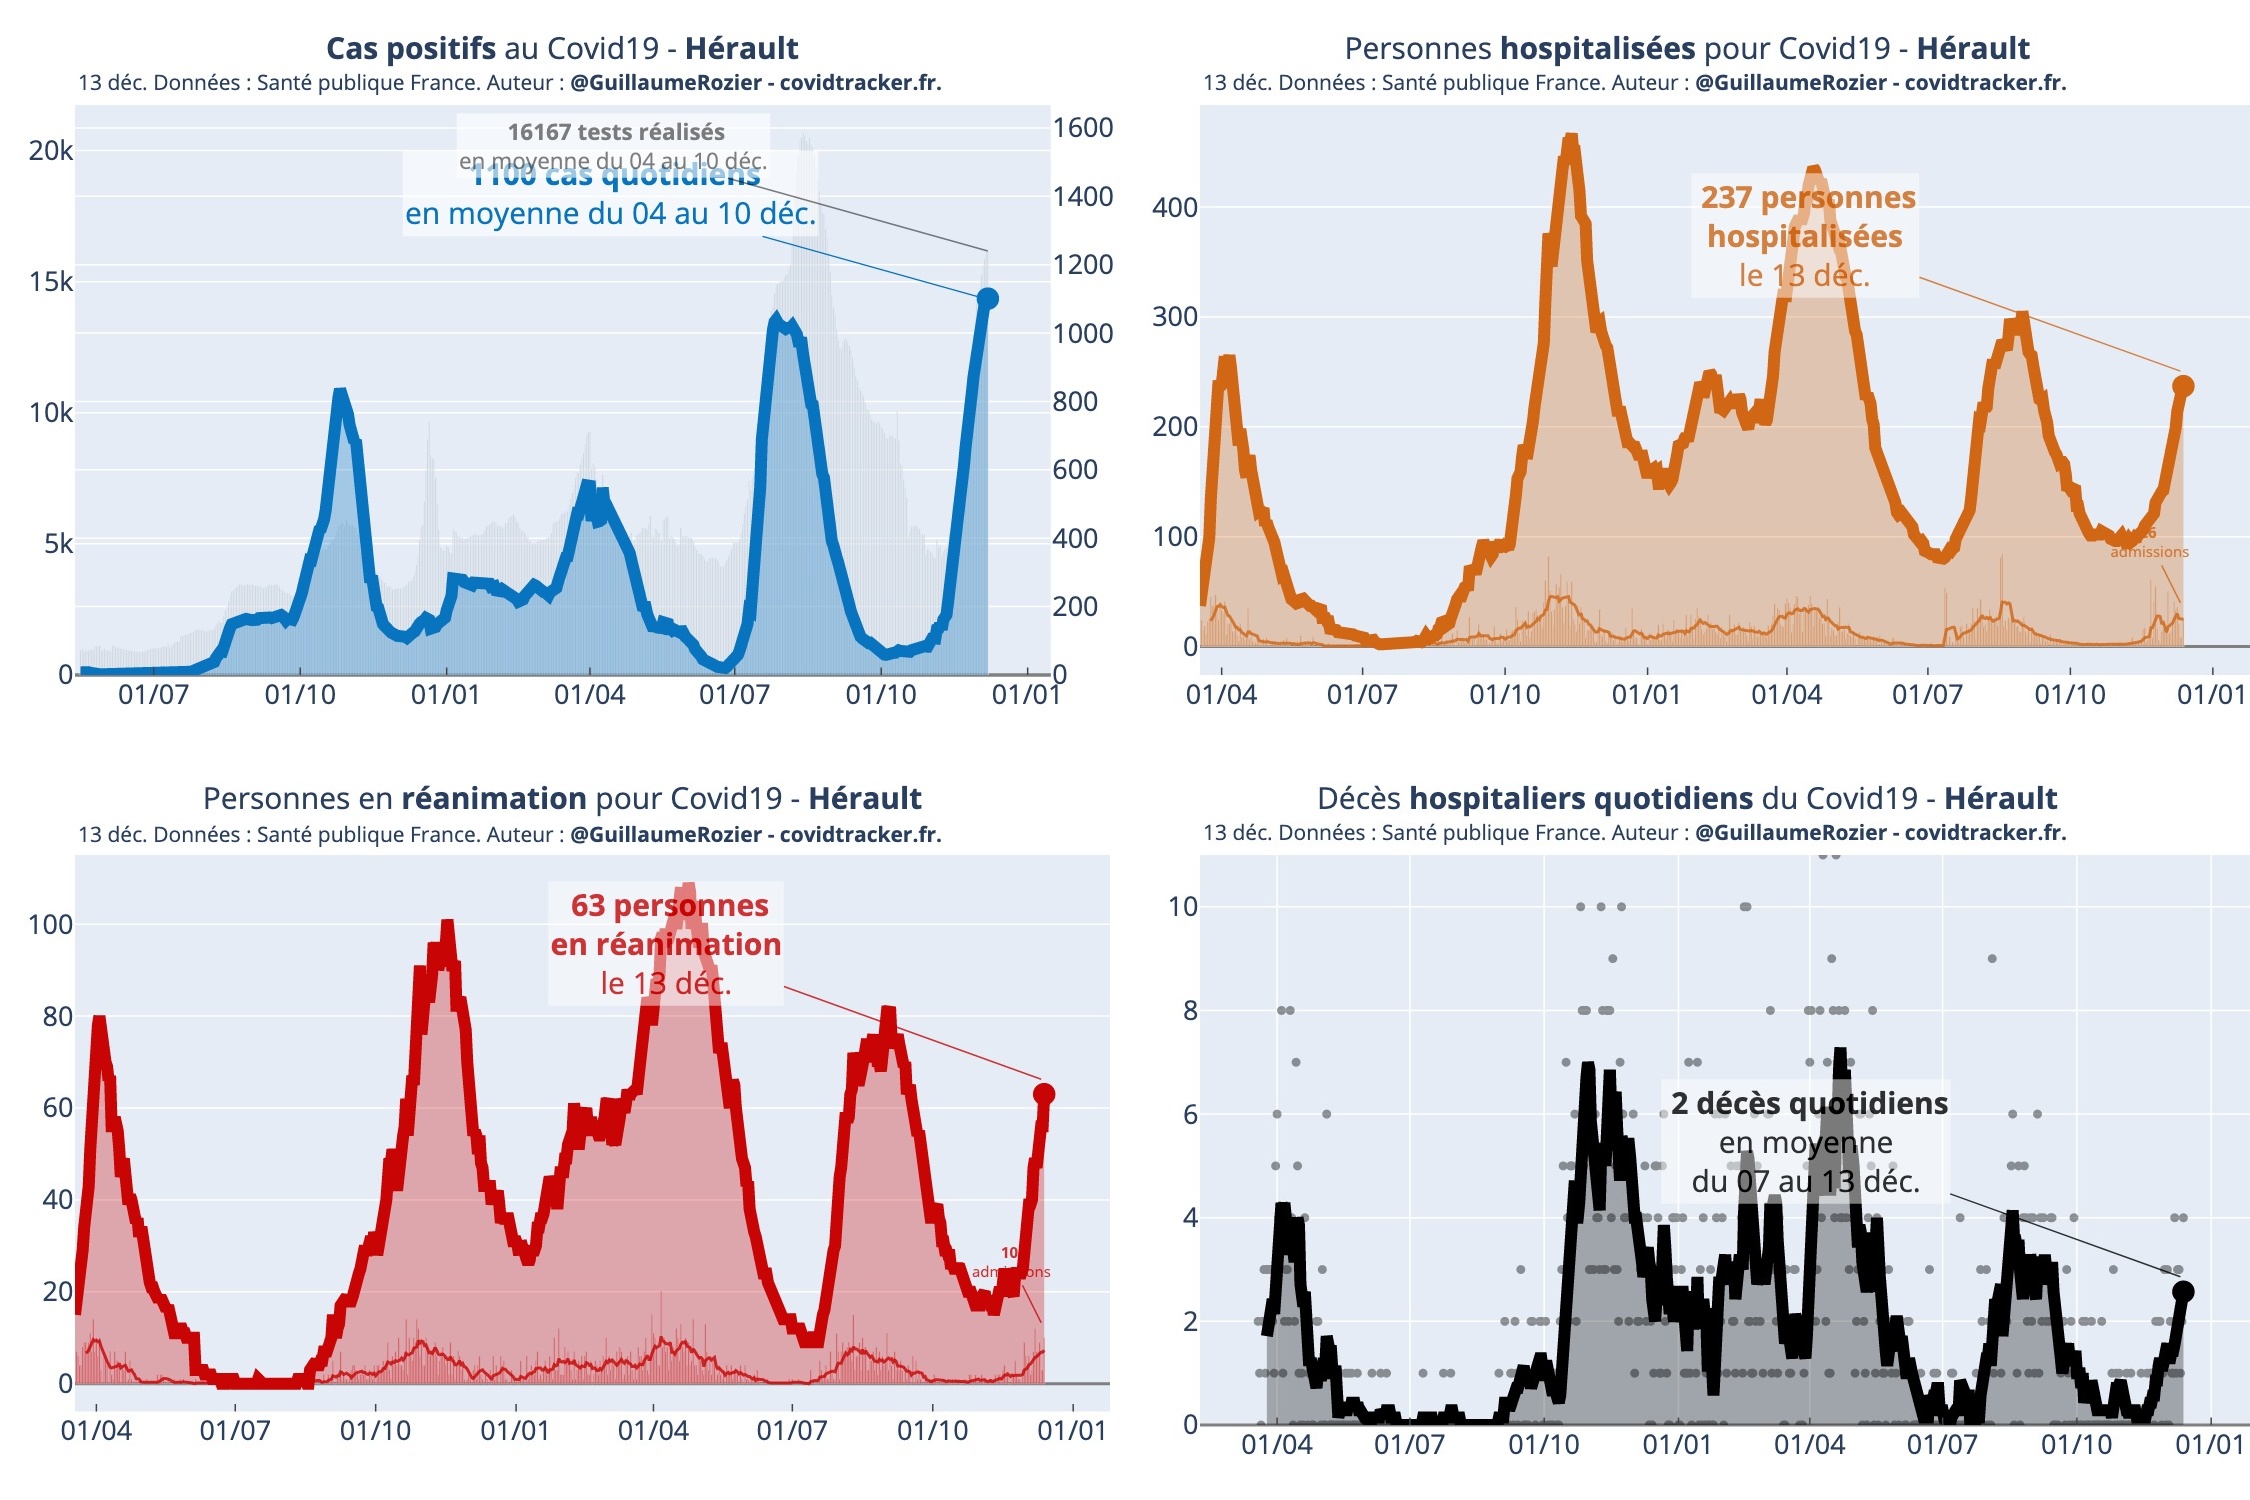 Cas positifs au Covid19 - Hérault
13 déc. Données : Santé publique France. Auteur : @GuillaumeRozier - covidtracker.fr.
16167 tests réalisés
en moyenne du 04 au 10 déc.
1100 cas quotidiens
en moyenne du 04 au 10 déc.
20k
15k
10k
5k
0
1600
1400
1200
1000
800
600
400
200
0
01/07 01/10 01/01 01/04 01/07 01/10 01/01
Personnes hospitalisées pour Covid19 - Hérault
13 déc. Données : Santé publique France. Auteur : @GuillaumeRozier - covidtracker.fr.
237 personnes
hospitalisées
le 13 déc.
400
300
200
100
0
admissions
01/04 01/07 01/10 01/01 01/04 01/07 01/10 01/01
Personnes en réanimation pour Covid19 - Hérault
13 déc. Données : Santé publique France. Auteur : @GuillaumeRozier - covidtracker.fr.
63 personnes
en réanimation
le 13 déc.
100
80
60
40
20
0
10
admissions
01/04 01/07 01/10 01/01 01/04 01/07 01/10 01/01
Décès hospitaliers quotidiens du Covid19 - Hérault
13 déc. Données : Santé publique France. Auteur : @GuillaumeRozier - covidtracker.fr.
2 décès quotidiens
en moyenne
du 07 au 13 déc.
10
8
6
4
2
0
01/04 01/07 01/10 01/01 01/04 01/07 01/10 01/01